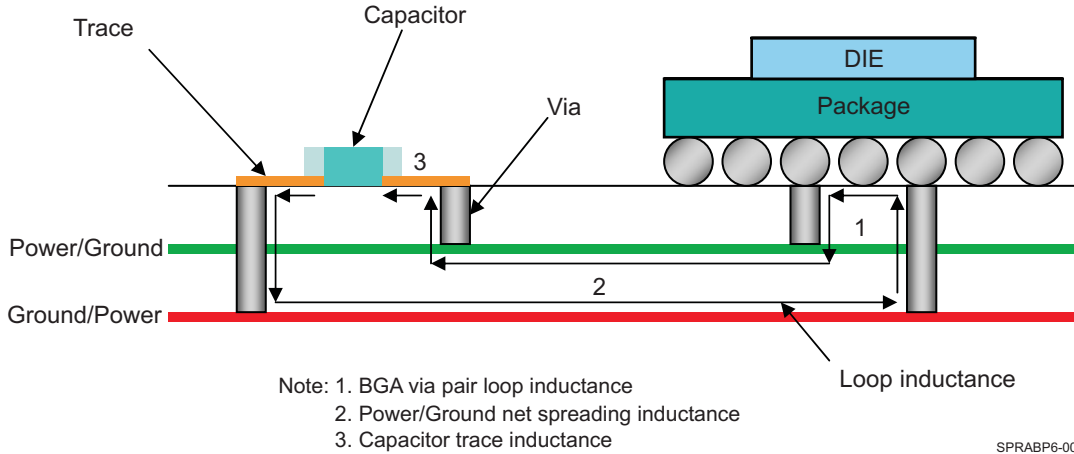 Capacitor
Trace
DIE
Package
Via
3
1
Power/Ground
2
Ground/Power
Loop inductance
Note: 1. BGA via pair loop inductance
2. Power/Ground net spreading inductance
3. Capacitor trace inductance
SPRABP6-00